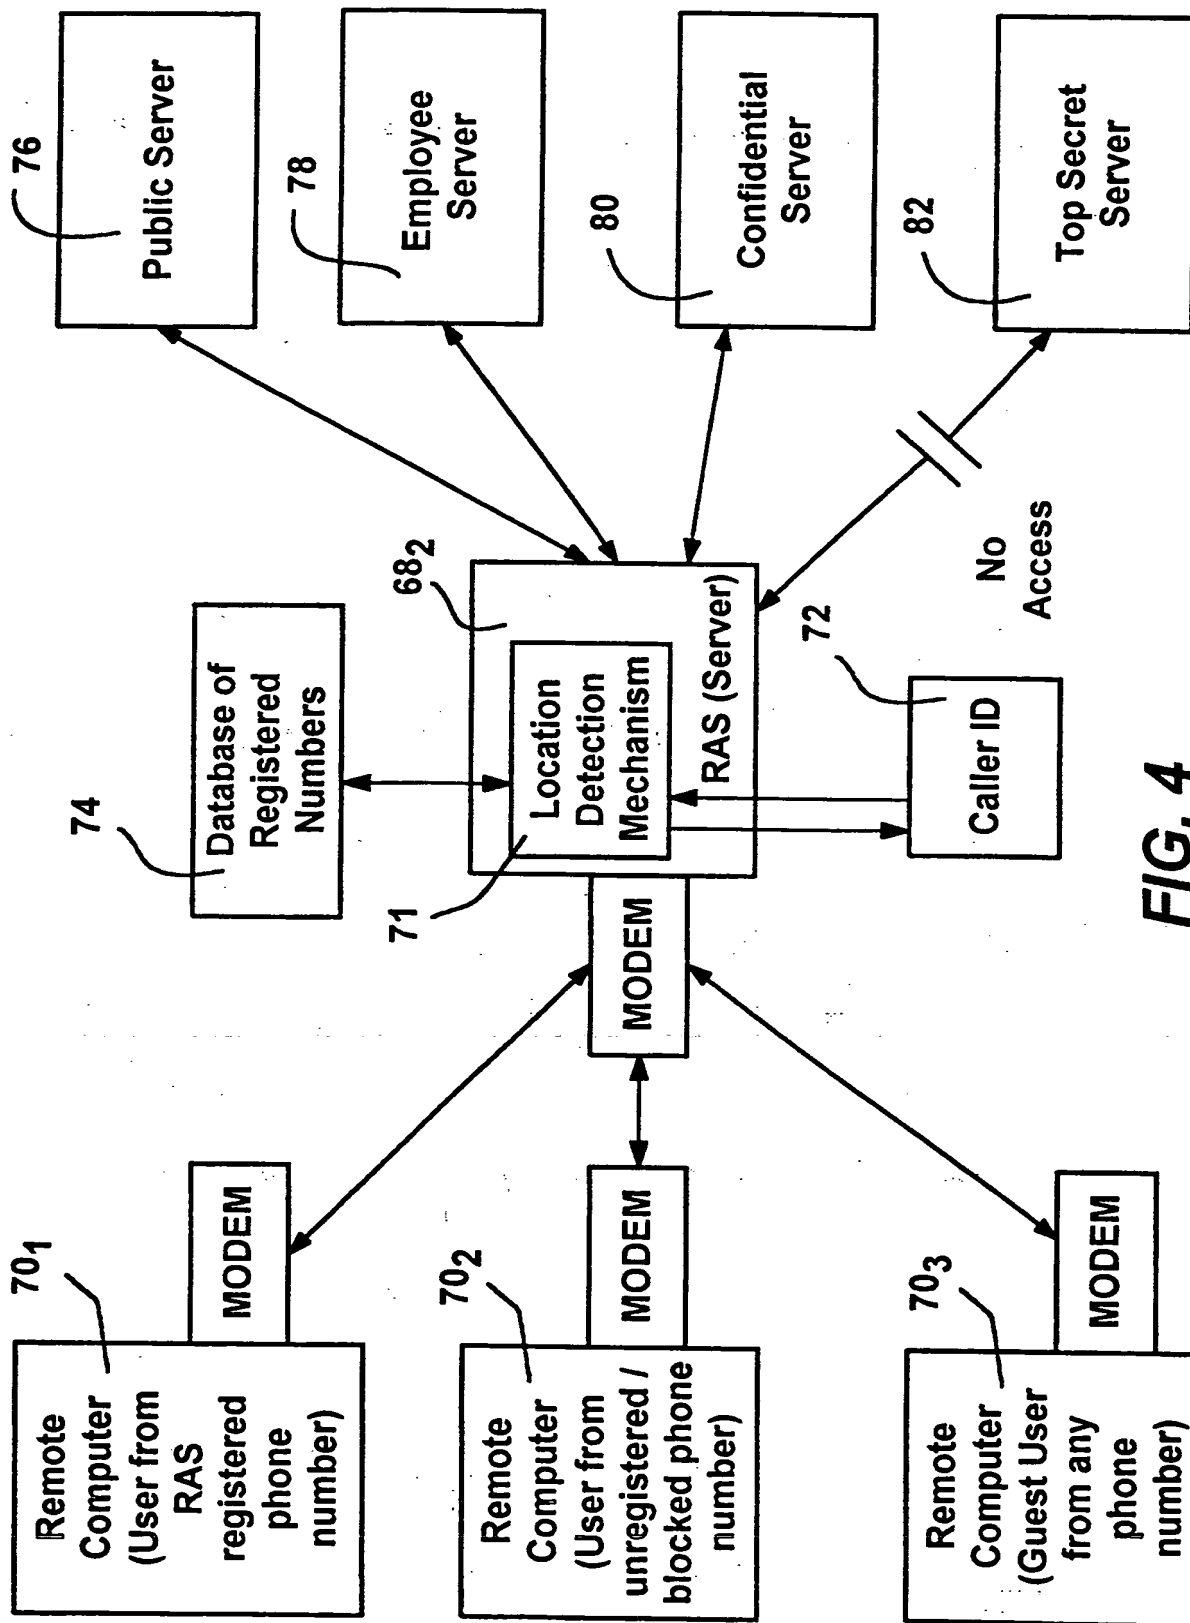 70₁
Remote
Computer
(User from
RAS
registered
phone
number)
MODEM
70₂
Remote
Computer
(User from
unregistered /
blocked phone
number)
MODEM
70₃
Remote
Computer
(Guest User
from any
phone
number)
MODEM
74
Database of
Registered
Numbers
71
68₂
Location
Detection
Mechanism
RAS (Server)
MODEM
72
Caller ID
76
Public Server
78
Employee
Server
80
Confidential
Server
82
Top Secret
Server
No
Access
FIG. 4